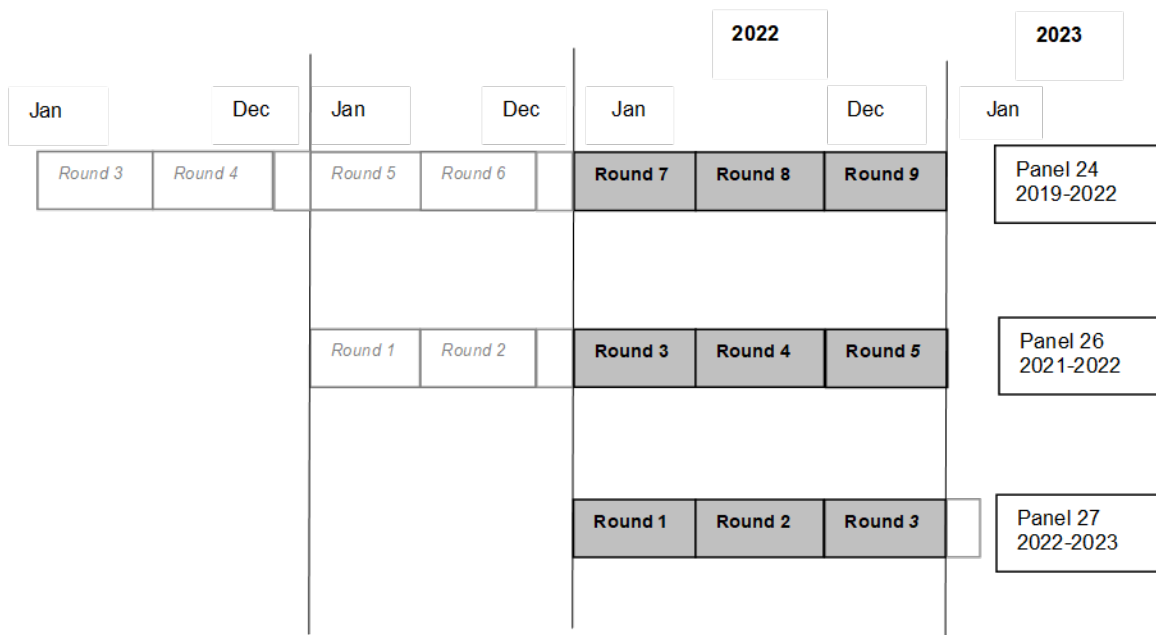 2022 2023
Jan Dec Jan Dec Jan Dec Jan
Round 3 Round 4 Round 5 Round 6 Round 7 Round 8 Round 9 Panel 24
2019-2022
Round 1 Round 2 Round 3 Round 4 Round 5 Panel 26
2021-2022
Round 1 Round 2 Round 3 Panel 27
2022-2023